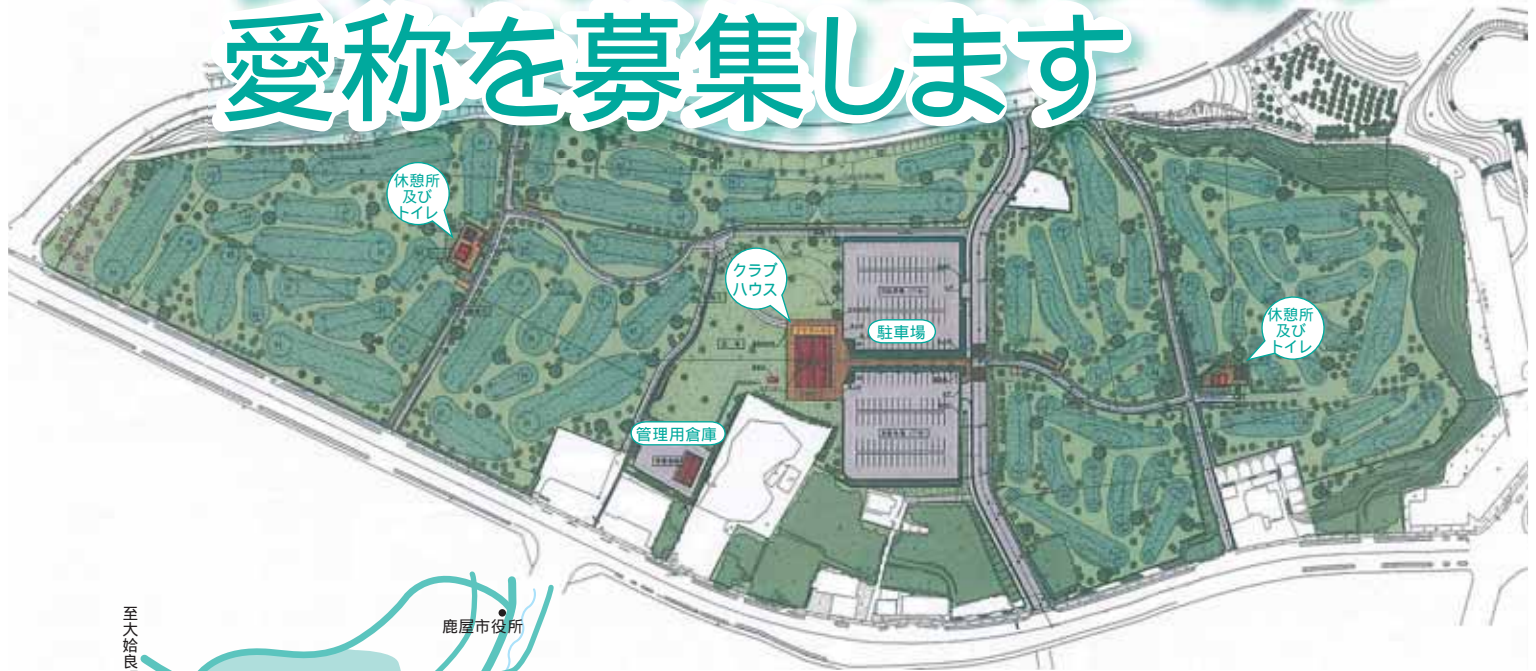 愛称を募集します
休憩所
及び
トイレ
クラブ
ハウス
駐車場
休憩所
及び
トイレ
管理用倉庫
鹿屋市役所
至大姶良